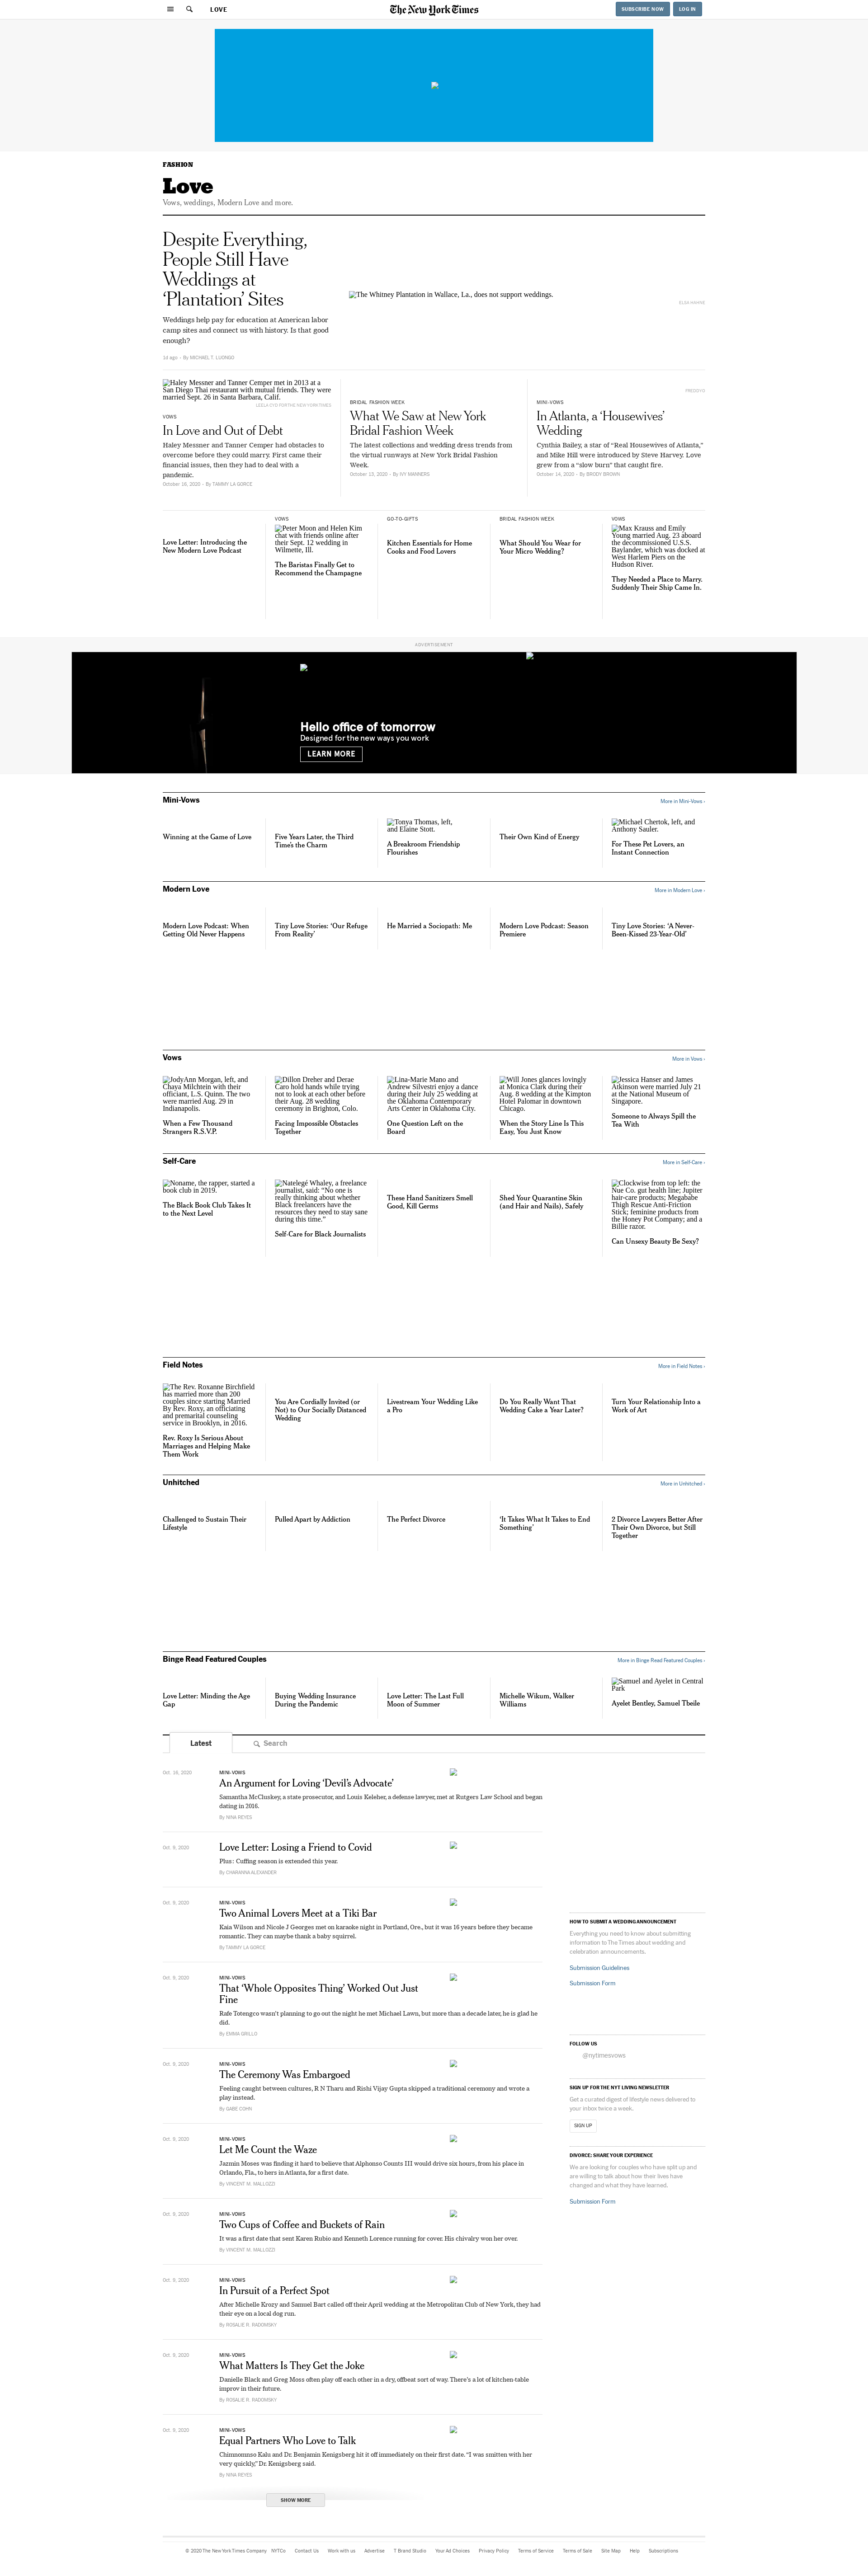 LOVE
The New York Times
SUBSCRIBE NOW
LOG IN
FASHION
Love
Vows, weddings, Modern Love and more.
Despite Everything,
People Still Have
Weddings at
‘Plantation’ Sites
Weddings help pay for education at American labor
camp sites and connect us with history. Is that good
enough?
1d ago – By MICHAEL T. LUONGO
The Whitney Plantation in Wallace, La., does not support weddings.
Haley Messner and Tanner Cemper met in 2013 at a
San Diego Thai restaurant with mutual friends. They were
married Sept. 26 in Santa Barbara, Calif.
VOWS
In Love and Out of Debt
Haley Messner and Tanner Cemper had obstacles to
overcome before they could marry. First came their
financial issues, then they had to deal with a
pandemic.
October 16, 2020 – By TAMMY LA GORCE
BRIDAL FASHION WEEK
What We Saw at New York
Bridal Fashion Week
The latest collections and wedding dress trends from
the virtual runways at New York Bridal Fashion
Week.
October 15, 2020 – By IVY MANNERS
MINI-VOWS
In Atlanta, a ‘Housewives’
Wedding
Cynthia Bailey, a star of “Real Housewives of Atlanta,”
and Mike Hill were introduced by Steve Harvey. Love
grew from a “slow burn” that caught fire.
October 14, 2020 – By BRODY BROWN
Love Letter: Introducing the
New Modern Love Podcast
VOWS
Peter Moon and Helen Kim
chat with friends online after
their Sept. 12 wedding in
Wilmette, Ill.
The Baristas Finally Get to
Recommend the Champagne
GO-TO-GIFTS
Kitchen Essentials for Home
Cooks and Food Lovers
BRIDAL FASHION WEEK
What Should You Wear for
Your Micro Wedding?
VOWS
Max Krauss and Emily
Young married Aug. 23 aboard
the decommissioned U.S.S.
Baylander, which was docked at
West Harlem Piers on the
Hudson River.
They Needed a Place to Marry.
Suddenly Their Ship Came In.
ADVERTISEMENT
Hello office of tomorrow
Designed for the new ways you work
LEARN MORE
Mini-Vows
More in Mini-Vows ›
Winning at the Game of Love
Five Years Later, the Third
Time’s the Charm
Tonya Thomas, left,
and Elaine Stott.
A Breakroom Friendship
Flourishes
Their Own Kind of Energy
Michael Chertok, left, and
Anthony Sauler.
For These Pet Lovers, an
Instant Connection
Modern Love
More in Modern Love ›
Modern Love Podcast: When
Getting Old Never Happens
Tiny Love Stories: ‘Our Refuge
From Reality’
He Married a Sociopath: Me
Modern Love Podcast: Season
Premiere
Tiny Love Stories: ‘A Never-
Been-Kissed 23-Year-Old’
Vows
More in Vows ›
JodyAnn Morgan, left, and
Chaya Milchtein with their
officiant, L.S. Quinn. The two
were married Aug. 29 in
Indianapolis.
When a Few Thousand
Strangers R.S.V.P.
Dillon Dreher and Derae
Caro hold hands while trying
not to look at each other before
their Aug. 28 wedding
ceremony in Brighton, Colo.
Facing Impossible Obstacles
Together
Lina-Marie Mano and
Andrew Silvestri enjoy a dance
during their July 25 wedding at
the Oklahoma Contemporary
Arts Center in Oklahoma City.
One Question Left on the
Board
Will Jones glances lovingly
at Monica Clark during their
Aug. 8 wedding at the Kimpton
Hotel Palomar in downtown
Chicago.
When the Story Line Is This
Easy, You Just Know
Jessica Hanser and James
Atkinson were married July 21
at the National Museum of
Singapore.
Someone to Always Spill the
Tea With
Self-Care
More in Self-Care ›
Noname, the rapper, started a
book club in 2019.
The Black Book Club Takes It
to the Next Level
Natelegé Whaley, a freelance
journalist, said: “No one is
really thinking about whether
Black freelancers have the
resources they need to stay sane
during this time.”
Self-Care for Black Journalists
These Hand Sanitizers Smell
Good, Kill Germs
Shed Your Quarantine Skin
(and Hair and Nails), Safely
Clockwise from top left: the
Nue Co. gut health line; Jupiter
hair-care products; Megababe
Thigh Rescue Anti-Friction
Stick; feminine products from
the Honey Pot Company; and a
Billie razor.
Can Unsexy Beauty Be Sexy?
Field Notes
More in Field Notes ›
The Rev. Roxanne Birchfield
has married more than 200
couples since starting Married
By Rev. Roxy, an officiating
and premarital counseling
service in Brooklyn, in 2016.
Rev. Roxy Is Serious About
Marriages and Helping Make
Them Work
You Are Cordially Invited (or
Not) to Our Socially Distanced
Wedding
Livestream Your Wedding Like
a Pro
Do You Really Want That
Wedding Cake a Year Later?
Turn Your Relationship Into a
Work of Art
Unhitched
More in Unhitched ›
Challenged to Sustain Their
Lifestyle
Pulled Apart by Addiction
The Perfect Divorce
‘It Takes What It Takes to End
Something’
2 Divorce Lawyers Better After
Their Own Divorce, but Still
Together
Binge Read Featured Couples
More in Binge Read Featured Couples ›
Love Letter: Minding the Age
Gap
Buying Wedding Insurance
During the Pandemic
Love Letter: The Last Full
Moon of Summer
Michelle Wikum, Walker
Williams
Samuel and Ayelet in Central
Park
Ayelet Bentley, Samuel Tbeile
Latest
Search
Oct. 16, 2020
MINI-VOWS
An Argument for Loving ‘Devil’s Advocate’
Samantha McCluskey, a state prosecutor, and Louis Keleher, a defense lawyer, met at Rutgers Law School and began
dating in 2016.
By NINA REYES
Oct. 9, 2020
Love Letter: Losing a Friend to Covid
Plus: Cuffing season is extended this year.
By CHARANNA ALEXANDER
Oct. 9, 2020
MINI-VOWS
Two Animal Lovers Meet at a Tiki Bar
Kaia Wilson and Nicole J Georges met on karaoke night in Portland, Ore., but it was 16 years before they became
romantic. They can maybe thank a baby squirrel.
By TAMMY LA GORCE
Oct. 9, 2020
MINI-VOWS
That ‘Whole Opposites Thing’ Worked Out Just
Fine
Rafe Totengco wasn’t planning to go out the night he met Michael Lawn, but more than a decade later, he is glad he
did.
By EMMA GRILLO
Oct. 9, 2020
MINI-VOWS
The Ceremony Was Embargoed
Feeling caught between cultures, R N Tharu and Rishi Vijay Gupta skipped a traditional ceremony and wrote a
play instead.
By GABE COHN
Oct. 9, 2020
MINI-VOWS
Let Me Count the Waze
Jazmin Moses was finding it hard to believe that Alphonso Counts III would drive six hours, from his place in
Orlando, Fla., to hers in Atlanta, for a first date.
By VINCENT M. MALLOZZI
Oct. 9, 2020
MINI-VOWS
Two Cups of Coffee and Buckets of Rain
It was a first date that sent Karen Rubio and Kenneth Lorence running for cover. His chivalry won her over.
By VINCENT M. MALLOZZI
Oct. 9, 2020
MINI-VOWS
In Pursuit of a Perfect Spot
After Michelle Krozy and Samuel Bart called off their April wedding at the Metropolitan Club of New York, they had
their eye on a local dog run.
By ROSALIE R. RADOMSKY
Oct. 9, 2020
MINI-VOWS
What Matters Is They Get the Joke
Danielle Black and Greg Moss often play off each other in a dry, offbeat sort of way. There’s a lot of kitchen-table
improv in their future.
By ROSALIE R. RADOMSKY
Oct. 9, 2020
MINI-VOWS
Equal Partners Who Love to Talk
Chimnomnso Kalu and Dr. Benjamin Kenigsberg hit it off immediately on their first date. “I was smitten with her
very quickly,” Dr. Kenigsberg said.
By NINA REYES
SHOW MORE
HOW TO SUBMIT A WEDDING ANNOUNCEMENT
Everything you need to know about submitting
information to The Times about wedding and
celebration announcements.
Submission Guidelines
Submission Form
FOLLOW US
@nytimesvows
SIGN UP FOR THE NYT LIVING NEWSLETTER
Get a curated digest of lifestyle news delivered to
your inbox twice a week.
SIGN UP
DIVORCE: SHARE YOUR EXPERIENCE
We are looking for couples who have split up and
are willing to talk about how their lives have
changed and what they have learned.
Submission Form
© 2020 The New York Times Company NYTCo Contact Us Work with us Advertise T Brand Studio Your Ad Choices Privacy Policy Terms of Service Terms of Sale Site Map Help Subscriptions